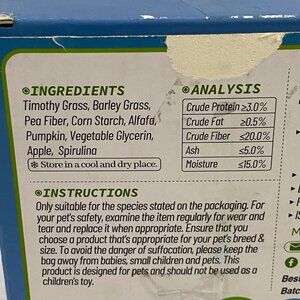 INGREDIENTS
Timothy Grass, Barley Grass,
Pea Fiber, Corn Starch, Alfafa,
Pumpkin, Vegetable Glycerin,
Apple, Spirulina
❄ Store in a cool and dry place.
ANALYSIS
Crude Protein ≥3.0%
Crude Fat ≥0.5%
Crude Fiber ≤20.0%
Ash ≤5.0%
Moisture ≤15.0%
INSTRUCTIONS
Only suitable for the species stated on the packaging. For
your pet's safety, examine the item regularly for wear and
tear and replace it when appropriate. Ensure that you
choose a product that's appropriate for your pet's breed &
size. To avoid the danger of suffocation, please keep the
bag away from babies, small children and pets. This
product is designed for pets and should not be used as a
children's toy.
Best
Batc